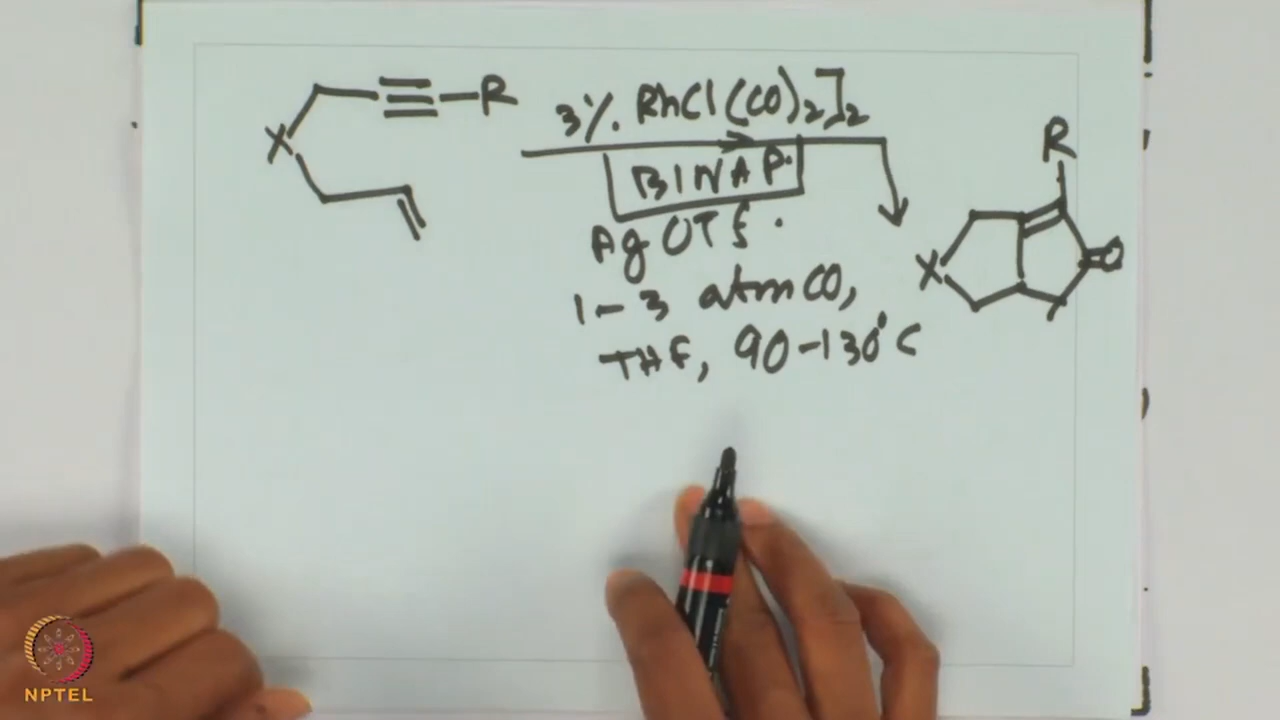 R
3% RhCl(CO)₂]₂
X
BINAP
AgOTf
R
1-3 atm CO,
X
O
THF, 90-130°C
NPTEL